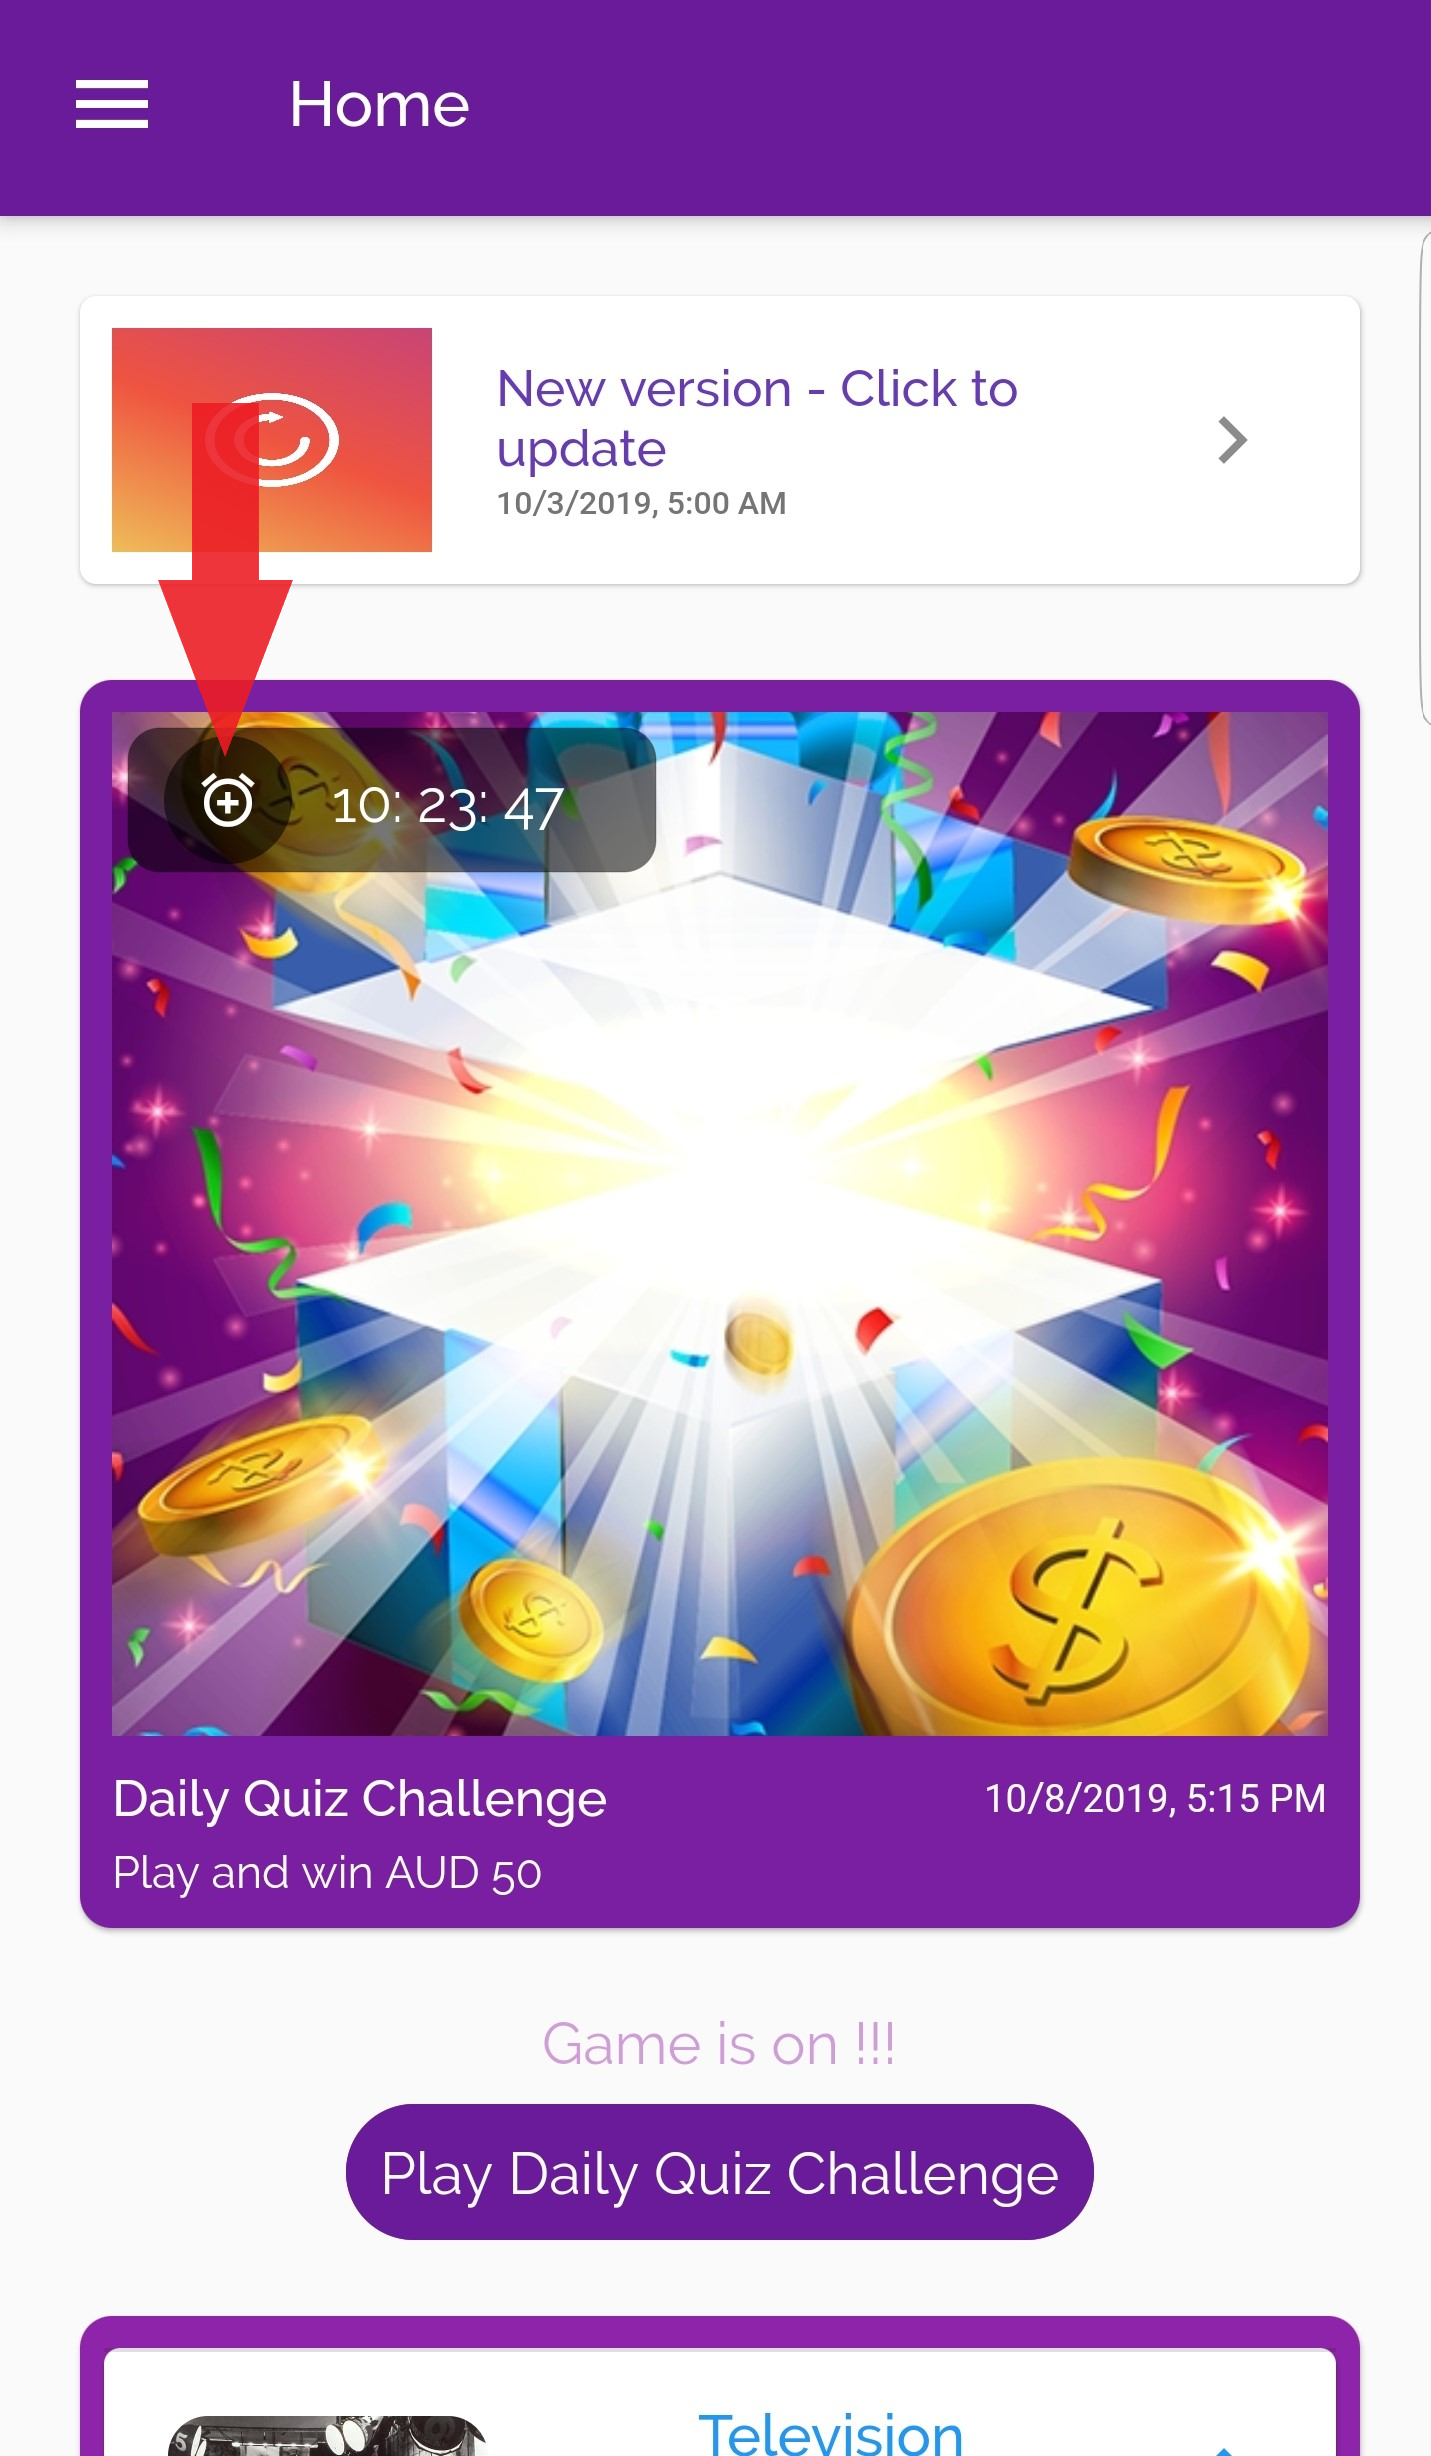 Home
New version - Click to
update
10/3/2019, 5:00 AM
10: 23: 47
$
Daily Quiz Challenge
10/8/2019, 5:15 PM
Play and win AUD 50
Game is on !!!
Play Daily Quiz Challenge
Television